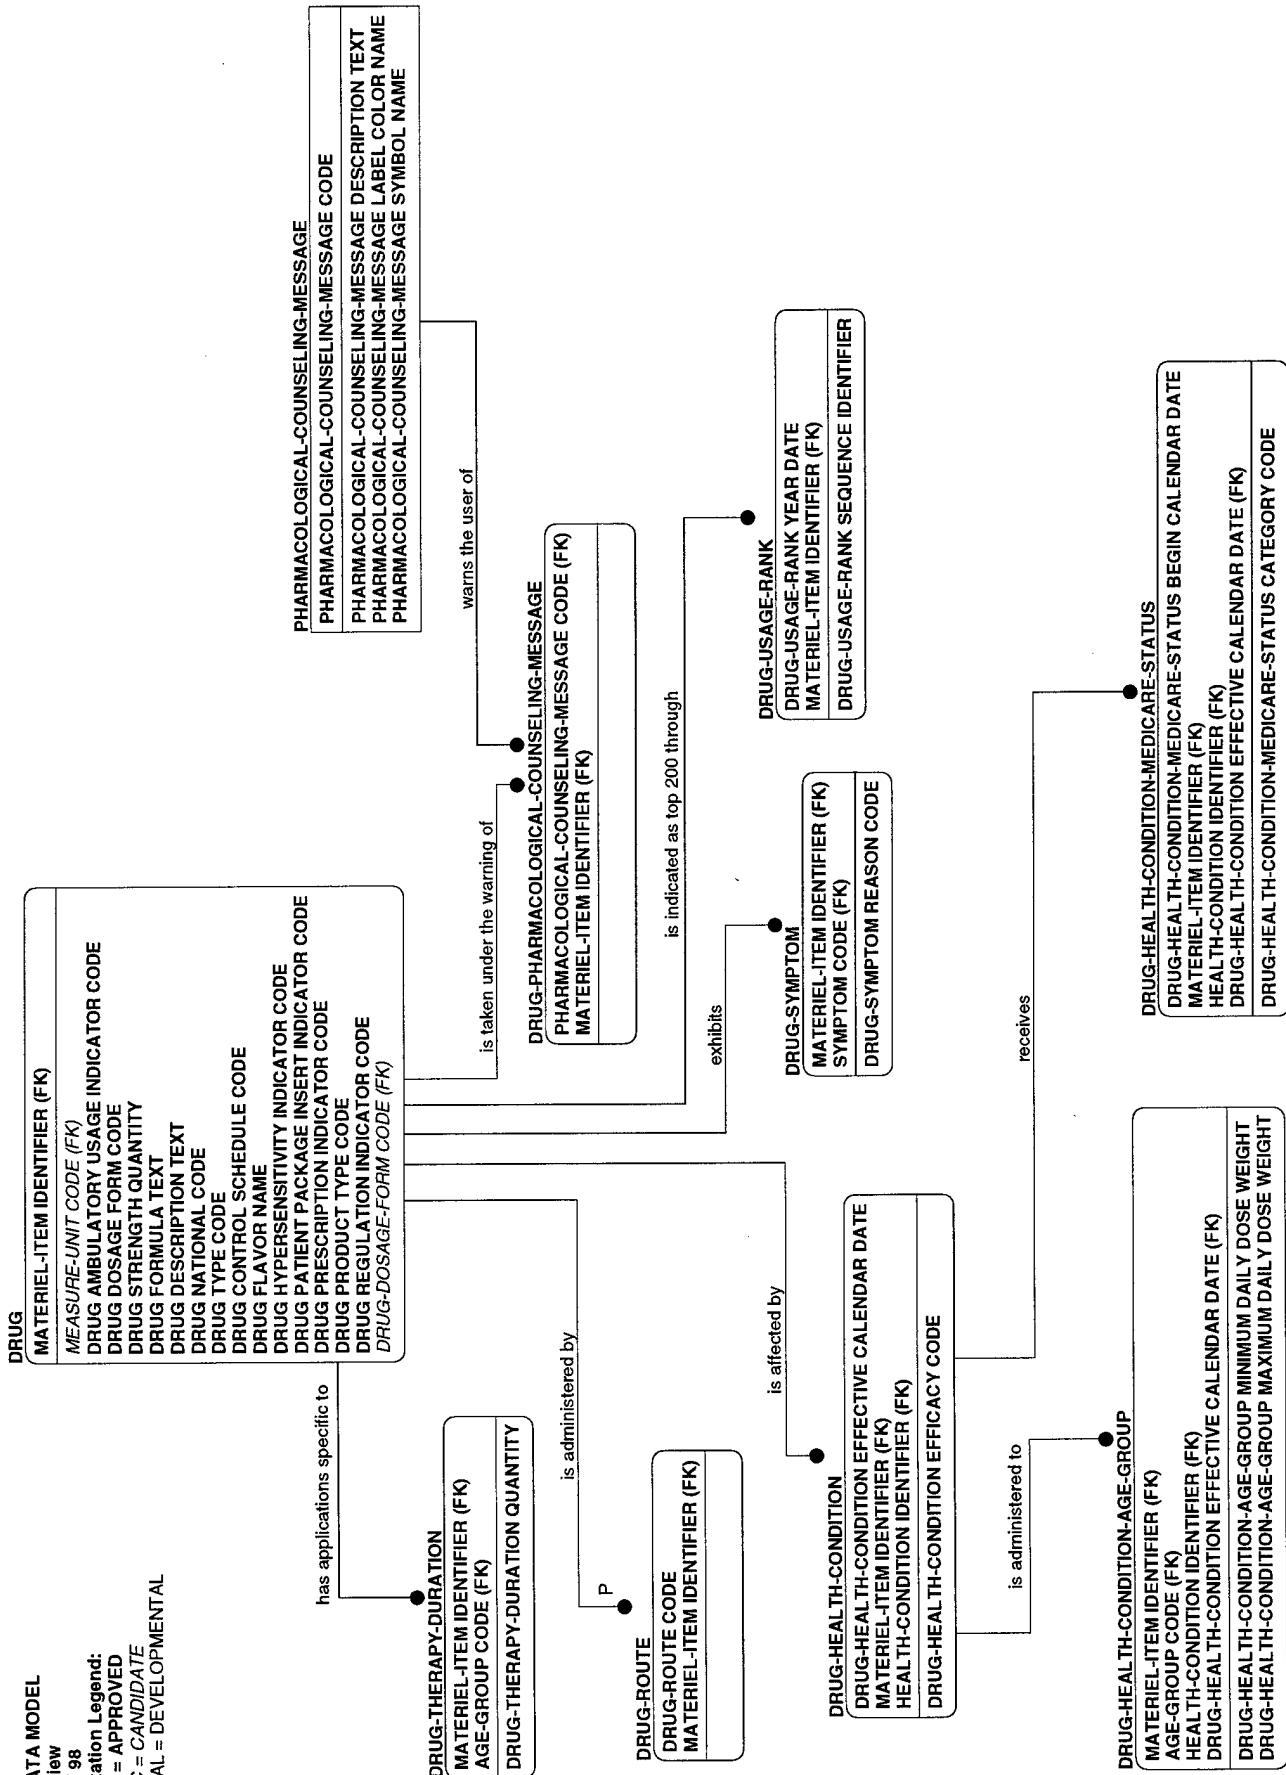 ATA MODEL
iew
98
ation Legend:
= APPROVED
C = CANDIDATE
AL = DEVELOPMENTAL
DRUG
MATERIEL-ITEM IDENTIFIER (FK)
MEASURE-UNIT CODE (FK)
DRUG AMBULATORY USAGE INDICATOR CODE
DRUG DOSAGE FORM CODE
DRUG STRENGTH QUANTITY
DRUG FORMULA TEXT
DRUG DESCRIPTION TEXT
DRUG NATIONAL CODE
DRUG TYPE CODE
DRUG CONTROL SCHEDULE CODE
DRUG FLAVOR NAME
DRUG HYPERSENSITIVITY INDICATOR CODE
DRUG PATIENT PACKAGE INSERT INDICATOR CODE
DRUG PRESCRIPTION INDICATOR CODE
DRUG PRODUCT TYPE CODE
DRUG REGULATION INDICATOR CODE
DRUG-DOSAGE-FORM CODE (FK)
PHARMACOLOGICAL-COUNSELING-MESSAGE
PHARMACOLOGICAL-COUNSELING-MESSAGE CODE
PHARMACOLOGICAL-COUNSELING-MESSAGE DESCRIPTION TEXT
PHARMACOLOGICAL-COUNSELING-MESSAGE LABEL COLOR NAME
PHARMACOLOGICAL-COUNSELING-MESSAGE SYMBOL NAME
has applications specific to
is taken under the warning of
warns the user of
DRUG-THERAPY-DURATION
MATERIEL-ITEM IDENTIFIER (FK)
AGE-GROUP CODE (FK)
DRUG-THERAPY-DURATION QUANTITY
DRUG-PHARMACOLOGICAL-COUNSELING-MESSAGE
PHARMACOLOGICAL-COUNSELING-MESSAGE CODE (FK)
MATERIEL-ITEM IDENTIFIER (FK)
is administered by
P
is indicated as top 200 through
DRUG-ROUTE
DRUG-ROUTE CODE
MATERIEL-ITEM IDENTIFIER (FK)
exhibits
DRUG-USAGE-RANK
DRUG-USAGE-RANK YEAR DATE
MATERIEL-ITEM IDENTIFIER (FK)
DRUG-USAGE-RANK SEQUENCE IDENTIFIER
DRUG-SYMPTOM
MATERIEL-ITEM IDENTIFIER (FK)
SYMPTOM CODE (FK)
DRUG-SYMPTOM REASON CODE
is affected by
DRUG-HEALTH-CONDITION
DRUG-HEALTH-CONDITION EFFECTIVE CALENDAR DATE
MATERIEL-ITEM IDENTIFIER (FK)
HEALTH-CONDITION IDENTIFIER (FK)
DRUG-HEALTH-CONDITION EFFICACY CODE
is administered to
receives
DRUG-HEALTH-CONDITION-AGE-GROUP
MATERIEL-ITEM IDENTIFIER (FK)
AGE-GROUP CODE (FK)
HEALTH-CONDITION IDENTIFIER (FK)
DRUG-HEALTH-CONDITION EFFECTIVE CALENDAR DATE (FK)
DRUG-HEALTH-CONDITION-AGE-GROUP MINIMUM DAILY DOSE WEIGHT
DRUG-HEALTH-CONDITION-AGE-GROUP MAXIMUM DAILY DOSE WEIGHT
DRUG-HEALTH-CONDITION-MEDICARE-STATUS
DRUG-HEALTH-CONDITION-MEDICARE-STATUS BEGIN CALENDAR DATE
MATERIEL-ITEM IDENTIFIER (FK)
HEALTH-CONDITION IDENTIFIER (FK)
DRUG-HEALTH-CONDITION EFFECTIVE CALENDAR DATE (FK)
DRUG-HEALTH-CONDITION-MEDICARE-STATUS CATEGORY CODE